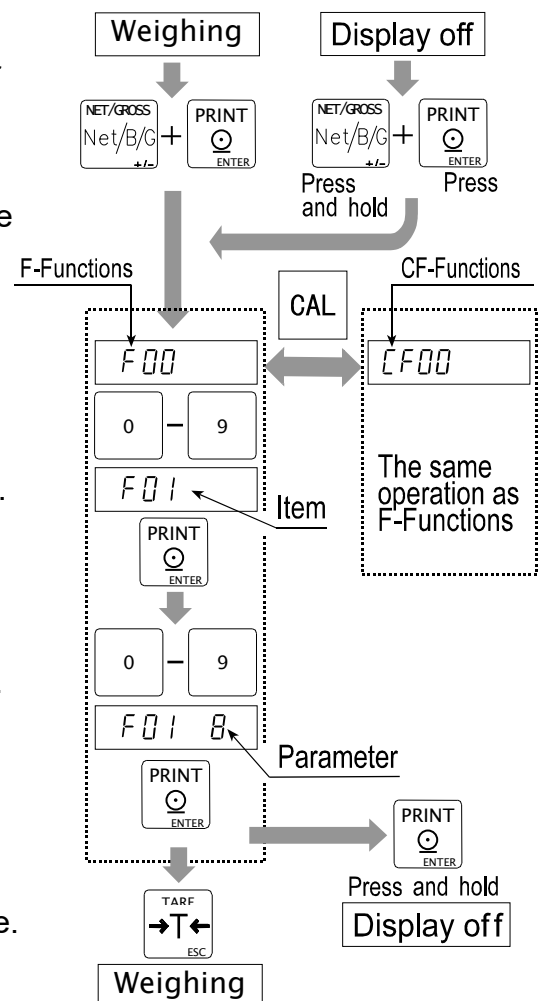 Weighing
Display off
NET/GROSS
Net/B/G
+/-
+
PRINT
ENTER
NET/GROSS
Net/B/G
+/-
+
PRINT
ENTER
Press
and hold
Press
e
F-Functions
CF-Functions
CAL
F00
CF00
0 - 9
The same
operation as
F-Functions
F01
Item
.
PRINT
ENTER
0 - 9
F01 8
Parameter
PRINT
ENTER
PRINT
ENTER
Press and hold
Display off
TARE
→T←
ESC
e.
Weighing